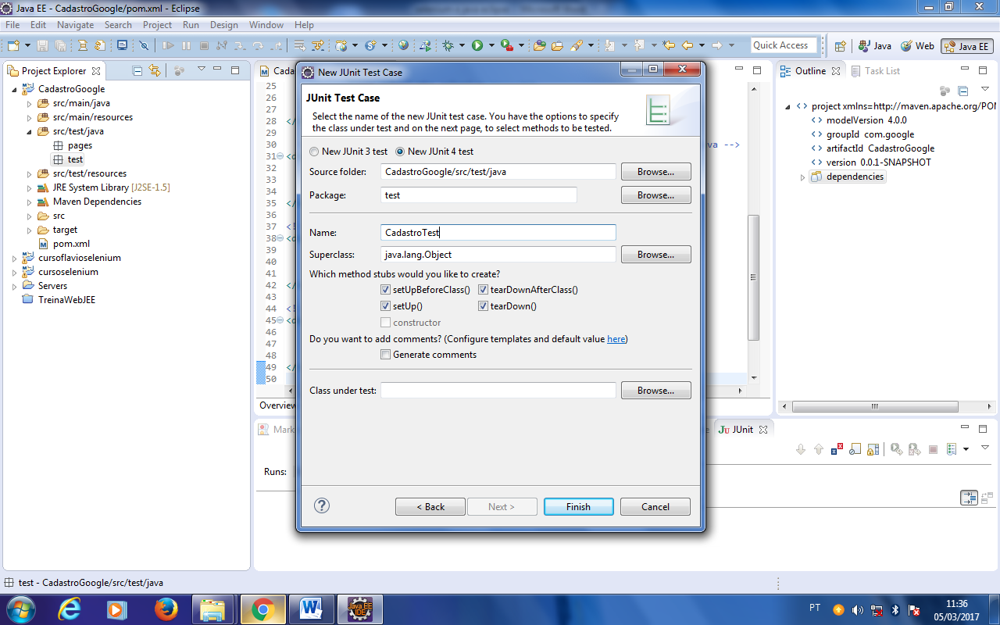 Java EE - CadastroGoogle/pom.xml - Eclipse
File Edit Navigate Search Project Run Design Window Help
Quick Access
Java
Web
Java EE
Project Explorer
CadastroGoogle
src/main/java
src/main/resources
src/test/java
pages
test
src/test/resources
JRE System Library [J2SE-1.5]
Maven Dependencies
src
target
pom.xml
cursoflavioselenium
cursoselenium
Servers
TreinaWebJEE
Cada
25
26
27
28 </
29
30 va -->
31 <d
32
33
34
35 </
36
37 <!
38 <d
39
40
41
42 </
43
44 <!
45 <d
46
47
48
49 </
50
Overview
New JUnit Test Case
JUnit Test Case
Select the name of the new JUnit test case. You have the options to specify
the class under test and on the next page, to select methods to be tested.
New JUnit 3 test
New JUnit 4 test
Source folder: CadastroGoogle/src/test/java Browse...
Package: test Browse...
Name: CadastroTest
Superclass: java.lang.Object Browse...
Which method stubs would you like to create?
setUpBeforeClass() tearDownAfterClass()
setUp() tearDown()
constructor
Do you want to add comments? (Configure templates and default value here)
Generate comments
Class under test: Browse...
< Back Next > Finish Cancel
Outline
Task List
project xmlns=http://maven.apache.org/POM
modelVersion 4.0.0
groupId com.google
artifactId CadastroGoogle
version 0.0.1-SNAPSHOT
dependencies
Mark
JUnit
Runs:
test - CadastroGoogle/src/test/java
PT
11:36
05/03/2017